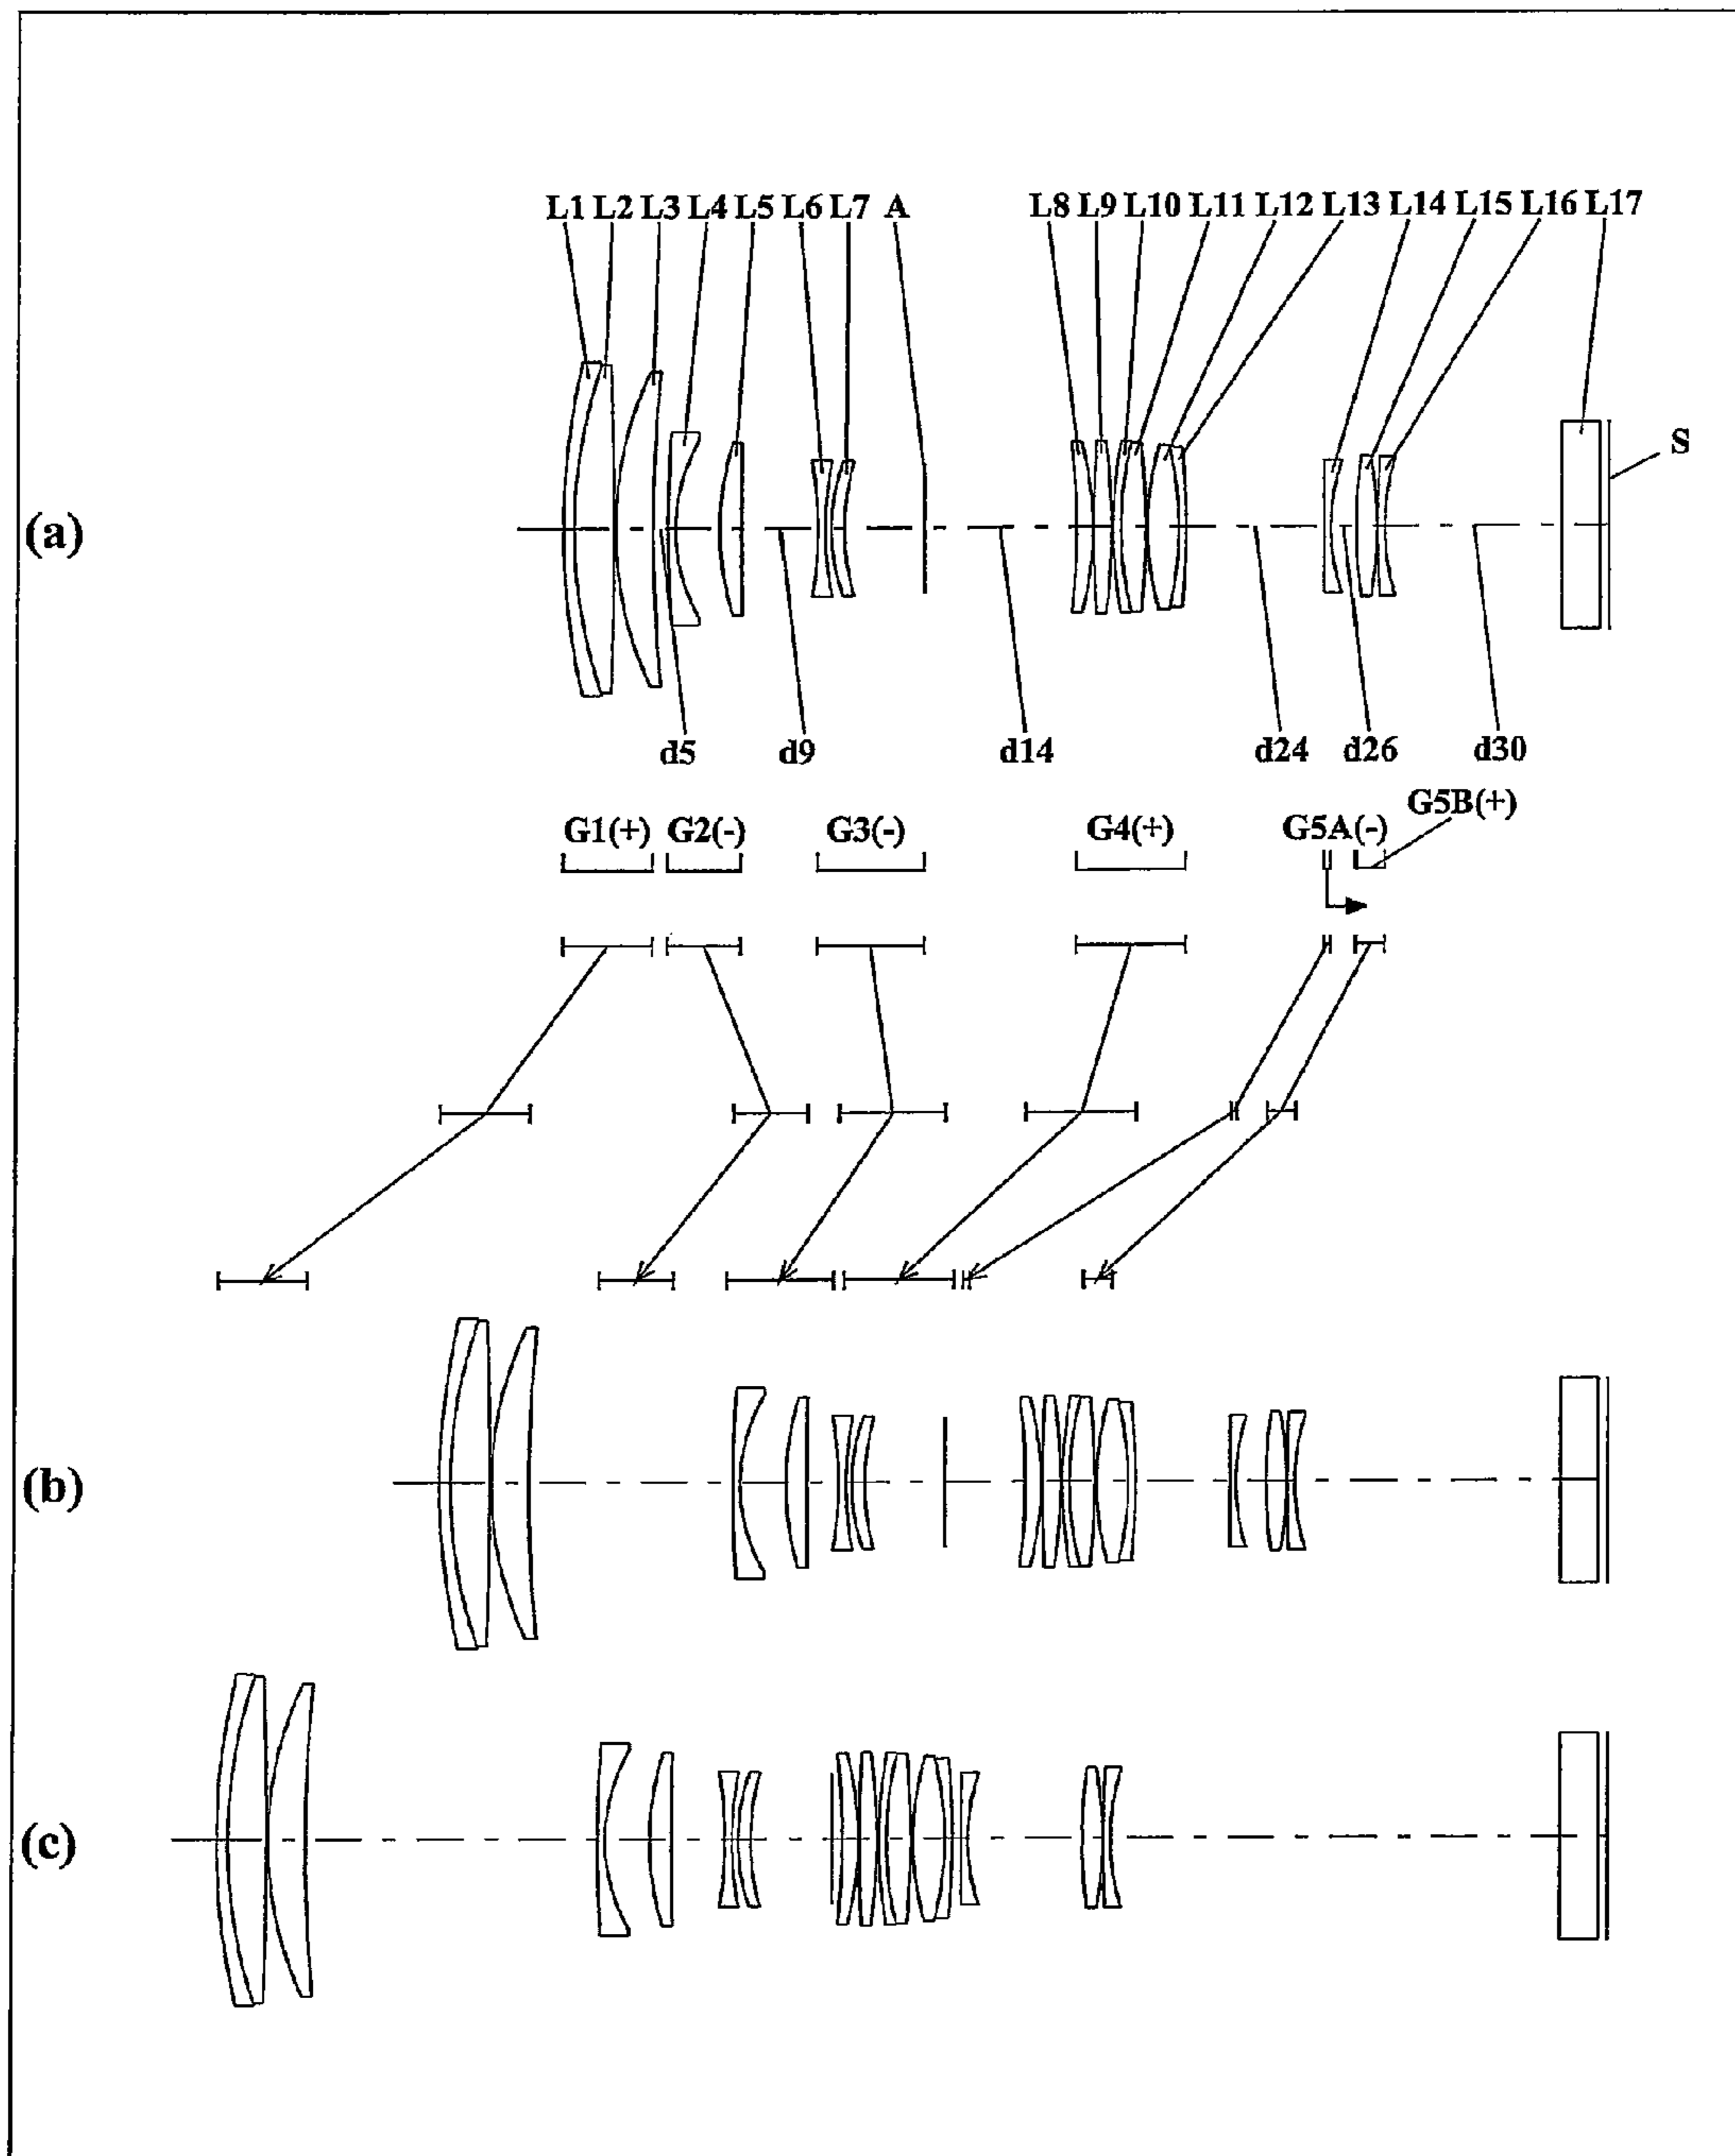 L1 L2 L3 L4 L5 L6 L7 A L8 L9 L10 L11 L12 L13 L14 L15 L16 L17
S
(a)
d5 d9 d14 d24 d26 d30
G5B(+)
G1(+) G2(-) G3(-) G4(+) G5A(-)
(b)
(c)